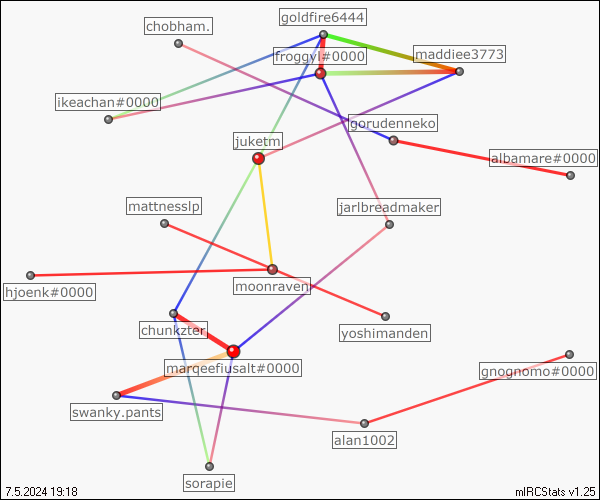 goldfire6444
chobham.
froggyl#0000
maddiee3773
ikeachan#0000
gorudenneko
juketm
albamare#0000
mattnesslp
jarlbreadmaker
moonraven
hjoenk#0000
chunkzter
yoshimanden
marqeefiusalt#0000
gnognomo#0000
swanky.pants
alan1002
sorapie
7.5.2024 19:18
mIRCStats v1.25